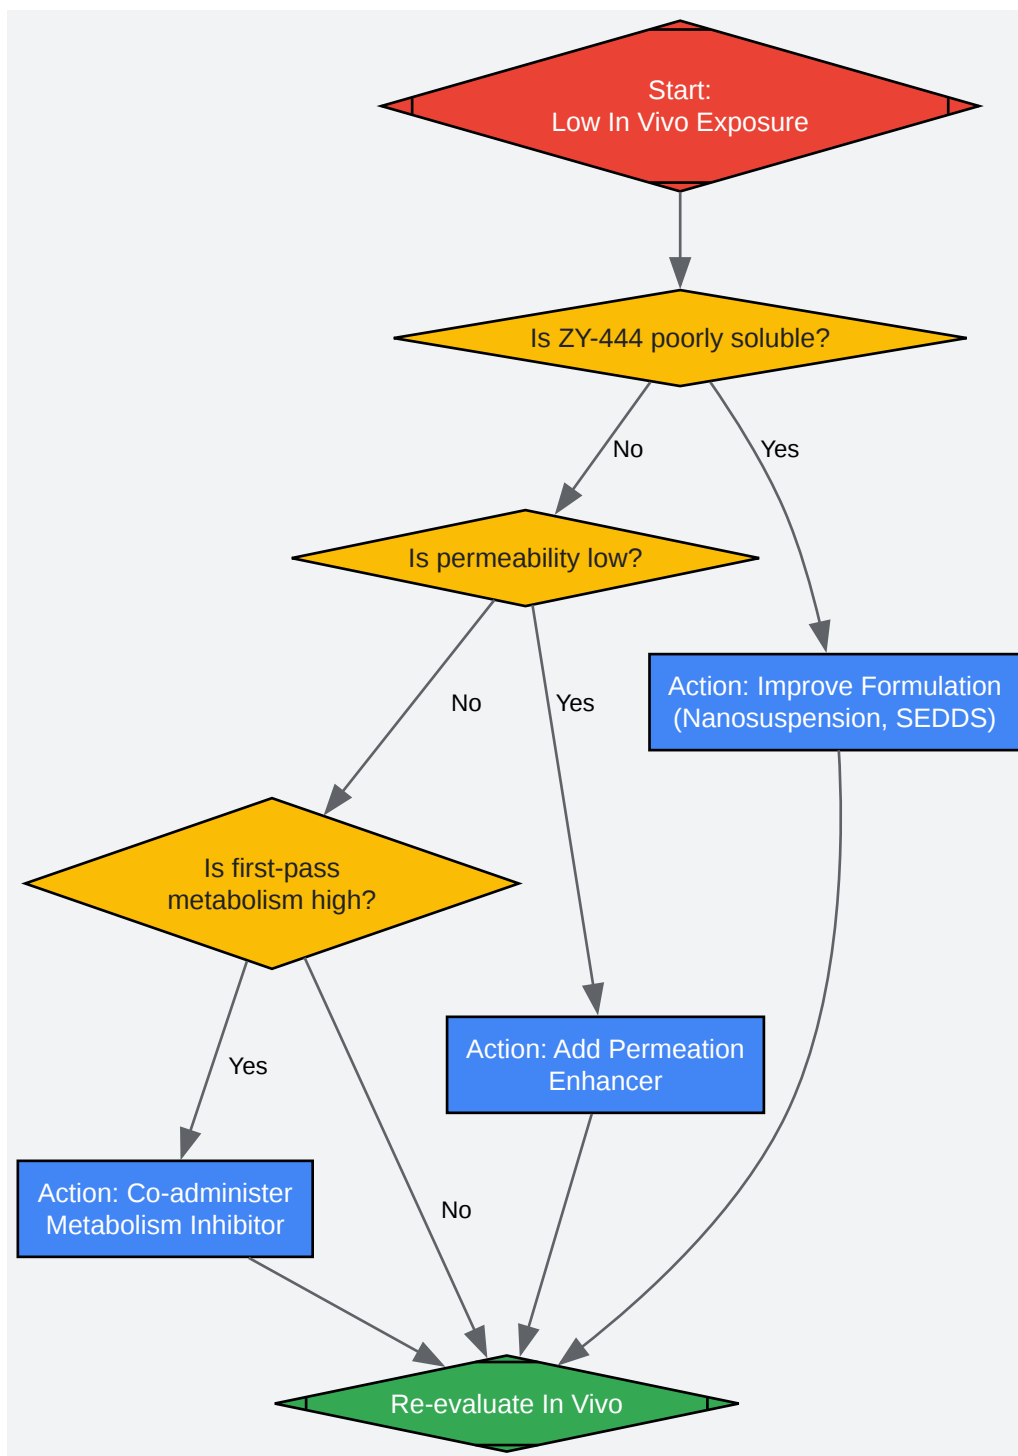 Start:
Low In Vivo Exposure
Is ZY-444 poorly soluble?
No
Yes
Is permeability low?
Action: Improve Formulation
(Nanosuspension, SEDDS)
No
Yes
Is first-pass
metabolism high?
Action: Add Permeation
Enhancer
Yes
Action: Co-administer
Metabolism Inhibitor
No
Re-evaluate In Vivo